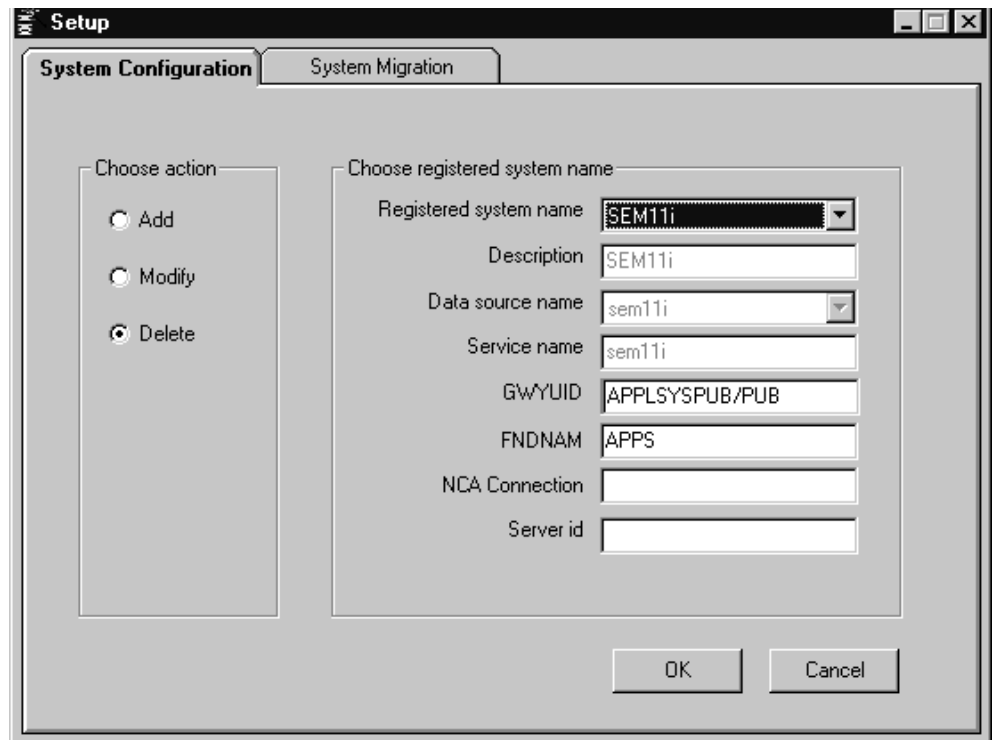 Setup
System Configuration
System Migration
Choose action
Add
Modify
Delete
Choose registered system name
Registered system name SEM11i
Description SEM11i
Data source name sem11i
Service name sem11i
GWYUID APPLSYSPUB/PUB
FNDNAM APPS
NCA Connection
Server id
OK Cancel